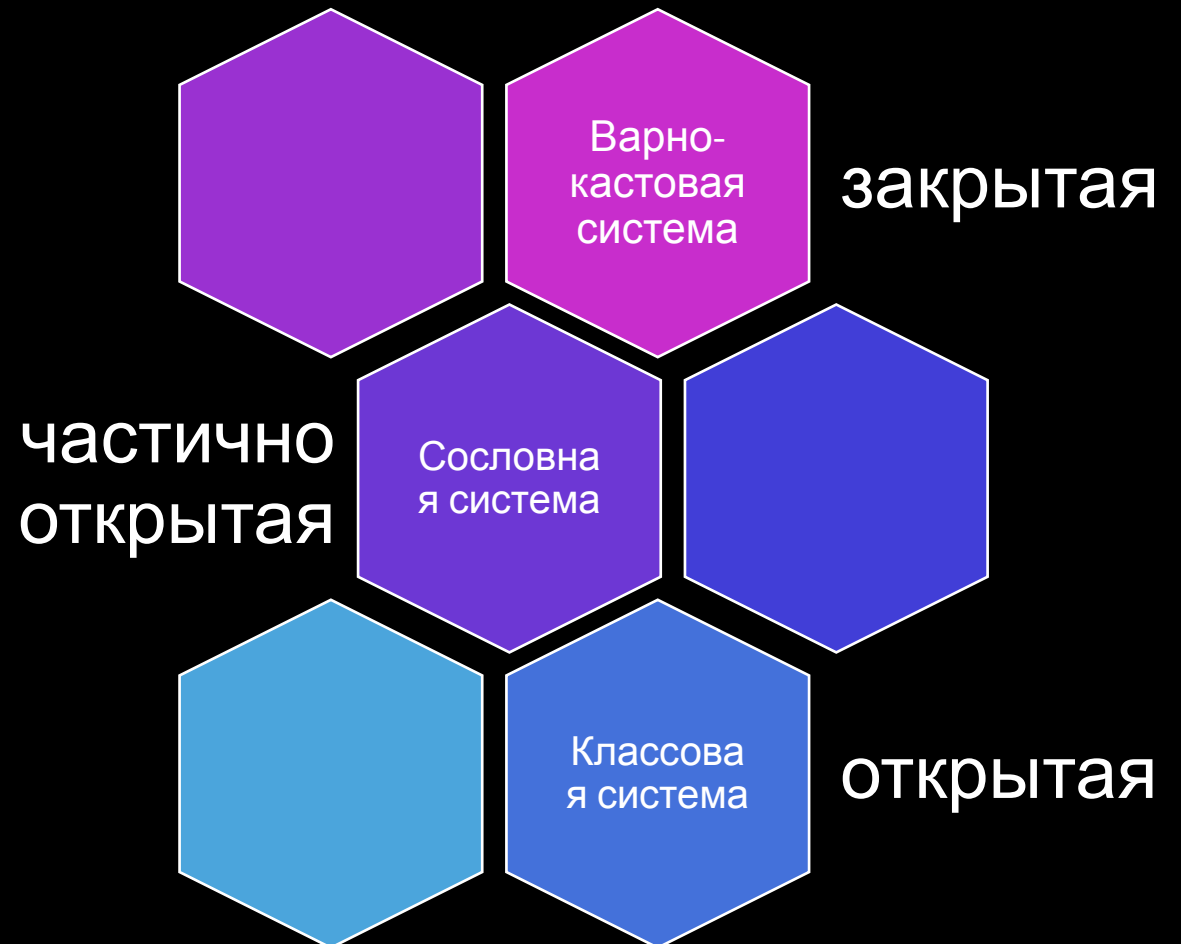 Варно-
кастовая
система
закрытая
частично
открытая
Сословна
я система
Классова
я система
открытая